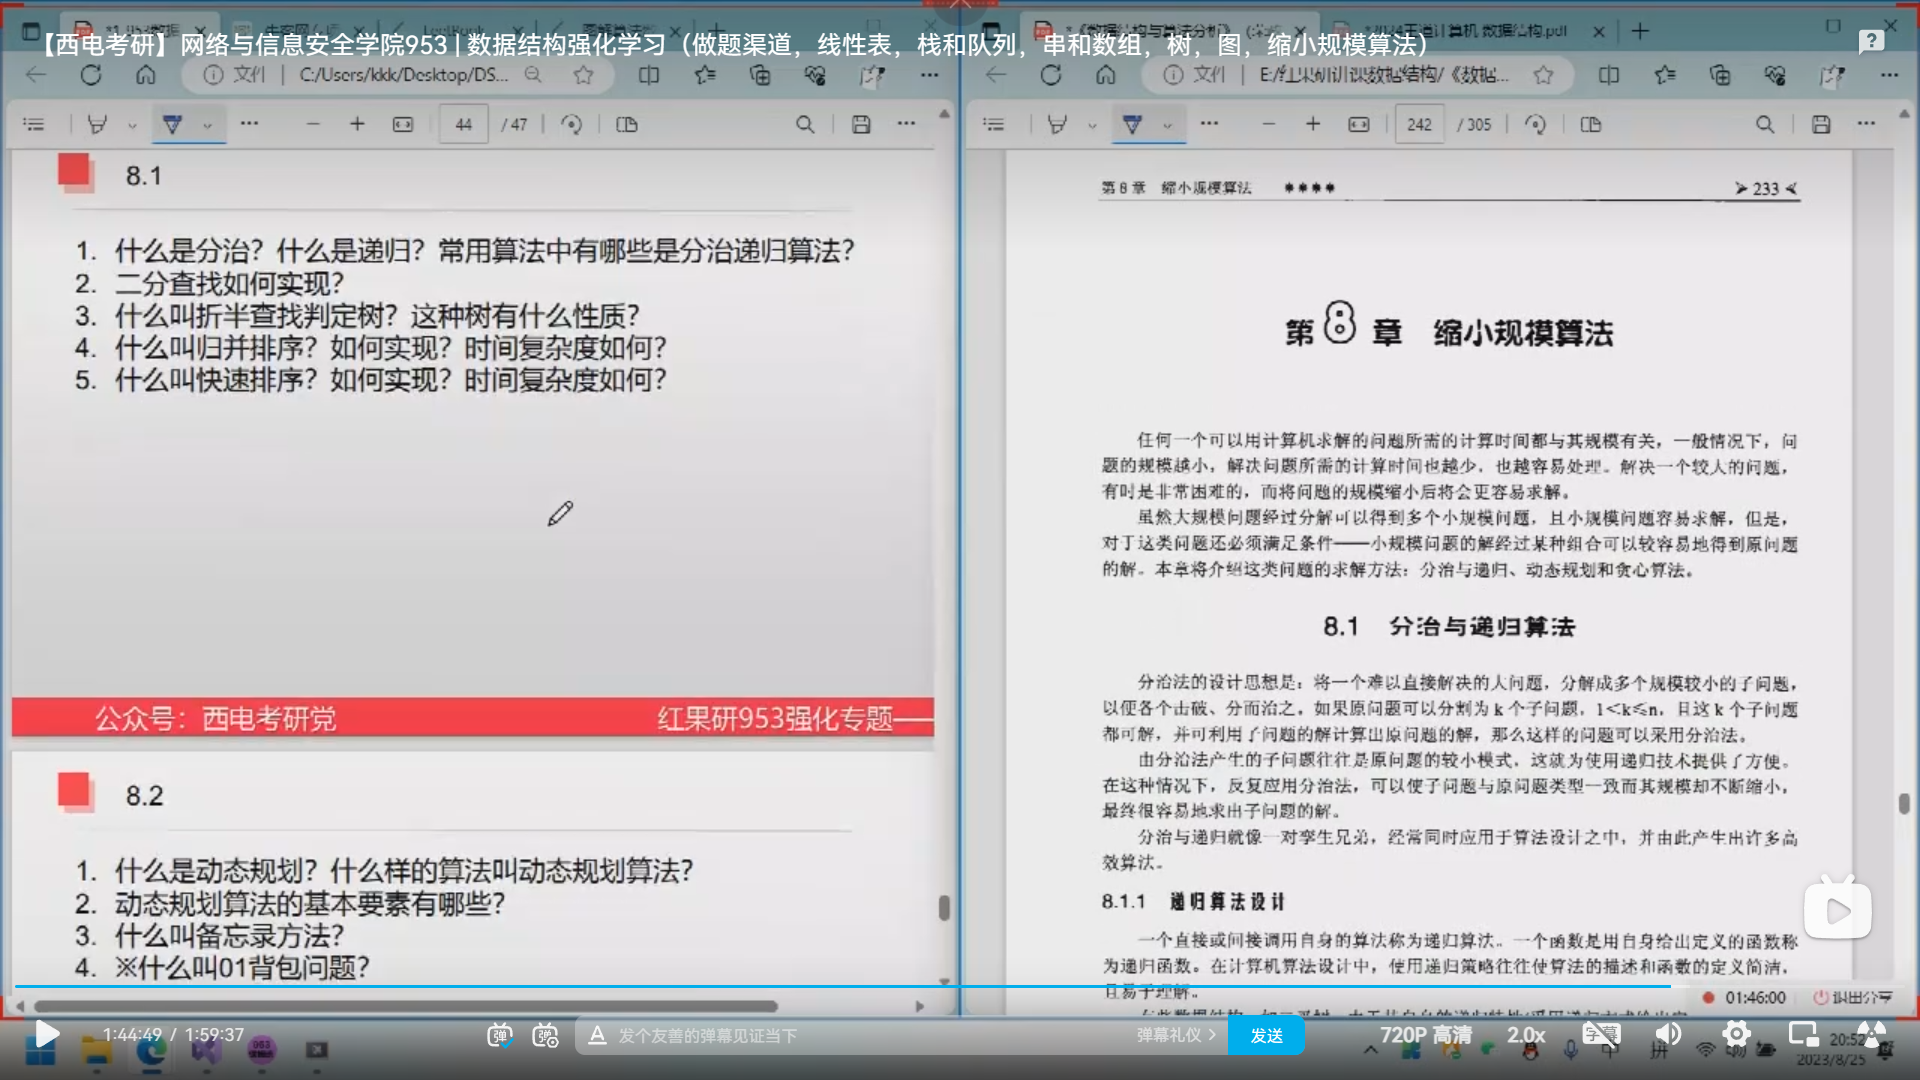 【西电考研】网络与信息安全学院953 | 数据结构强化学习（做题渠道，线性表，栈和队列，串和数组，树，图，缩小规模算法）
文件 | C:/Users/kkk/Desktop/DS...
文件 | E:/红果研训课数据结构/《数据...
44 / 47
242 / 305
8.1
1. 什么是分治？什么是递归？常用算法中有哪些是分治递归算法？
2. 二分查找如何实现？
3. 什么叫折半查找判定树？这种树有什么性质？
4. 什么叫归并排序？如何实现？时间复杂度如何？
5. 什么叫快速排序？如何实现？时间复杂度如何？
公众号：西电考研党
红果研953强化专题—
8.2
1. 什么是动态规划？什么样的算法叫动态规划算法？
2. 动态规划算法的基本要素有哪些？
3. 什么叫备忘录方法？
4. ※什么叫01背包问题？
第 8 章 缩小规模算法 233
第 8 章 缩小规模算法
任何一个可以用计算机求解的问题所需的计算时间都与其规模有关，一般情况下，问
题的规模越小，解决问题所需的计算时间也越少，也越容易处理。解决一个较大的问题，
有时是非常困难的，而将问题的规模缩小后将会更容易求解。
虽然大规模问题经过分解可以得到多个小规模问题，且小规模问题容易求解，但是，
对于这类问题还必须满足条件——小规模问题的解经过某种组合可以较容易地得到原问题
的解。本章将介绍这类问题的求解方法：分治与递归、动态规划和贪心算法。
8.1 分治与递归算法
分治法的设计思想是：将一个难以直接解决的大问题，分解成多个规模较小的子问题，
以便各个击破、分而治之。如果原问题可以分割为 k 个子问题，1<k≤n，且这 k 个子问题
都可解，并可利用子问题的解计算出原问题的解，那么这样的问题可以采用分治法。
由分治法产生的子问题往往是原问题的较小模式，这就为使用递归技术提供了方便。
在这种情况下，反复应用分治法，可以使子问题与原问题类型一致而其规模却不断缩小，
最终很容易地求出子问题的解。
分治与递归就像一对孪生兄弟，经常同时应用于算法设计之中，并由此产生出许多高
效算法。
8.1.1 递归算法设计
一个直接或间接调用自身的算法称为递归算法。一个函数是用自身给出定义的函数称
为递归函数。在计算机算法设计中，使用递归策略往往使算法的描述和函数的定义简洁，
且易于理解。
01:46:00 退出分享
1:44:49 / 1:59:37
发个友善的弹幕见证当下
弹幕礼仪
发送
720P 高清
2.0x
字幕
20:52
2023/8/25